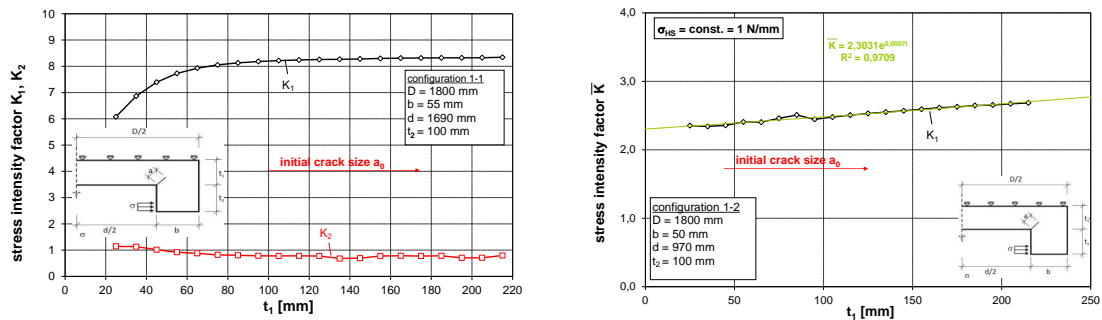 stress intensity factor K₁, K₂
10
9
8
7
6
5
4
3
2
1
0
0 20 40 60 80 100 120 140 160 180 200 220
t₁ [mm]
K₁
configuration 1-1
D = 1800 mm
b = 55 mm
d = 1690 mm
t₂ = 100 mm
initial crack size a₀
K₂
D/2
a
σ
d/2
b
σ
stress intensity factor K̅
4,0
3,0
2,0
1,0
0,0
0 50 100 150 200 250
t₁ [mm]
σHS = const. = 1 N/mm
K̅ = 2,3031e^0,0007t
R² = 0,9709
K₁
initial crack size a₀
configuration 1-2
D = 1800 mm
b = 50 mm
d = 970 mm
t₂ = 100 mm
D/2
a
σ
d/2
b
σ